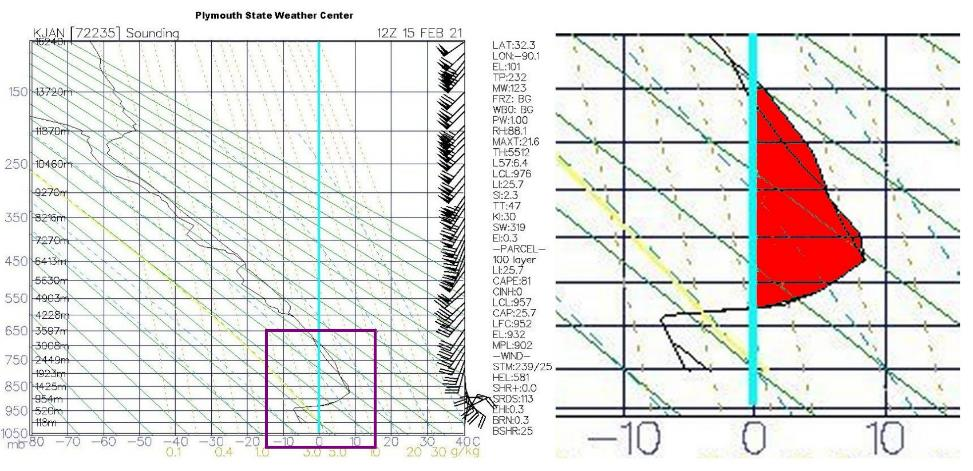 Plymouth State Weather Center
KJAN [72235] Sounding 12Z 15 FEB 21
16240m
150 13720m
11870m
250 10460m
9270m
350 8216m
7270m
450 6413m
5630m
550 4903m
4228m
650 3597m
3008m
750 2449m
1923m
850 1425m
954m
950 520m
118m
1050
mb
-80 -70 -60 -50 -40 -30 -20 -10 0 10 20 30 40C
0.1 0.4 1.0 3.0 5.0 10 20 30 g/kg
LAT:32.3
LON:-90.1
EL:101
TP:232
MW:123
FRZ: BG
WB0: BG
PW:1.00
RH:88.1
MAXT:21.6
TH:5512
L57:6.4
LCL:976
LI:25.7
SI:2.3
TT:47
KI:30
SW:319
EI:0.3
-PARCEL-
100 layer
LI:25.7
CAPE:81
CINH:0
LCL:957
CAP:25.7
LFC:952
EL:932
MPL:902
-WIND-
STM:239/25
HEL:581
SHR+:0.0
SRDS:113
EHI:0.3
BRN:0.3
BSHR:25
-10 0 10